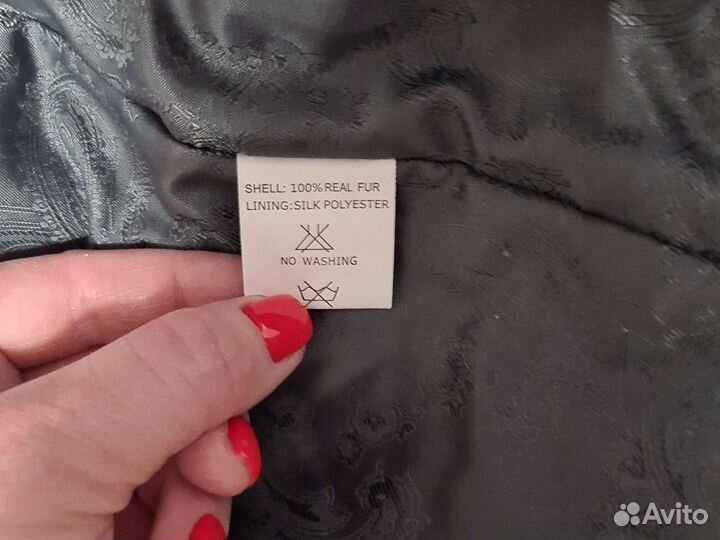 SHELL: 100% REAL FUR
LINING:SILK POLYESTER
NO WASHING
Avito